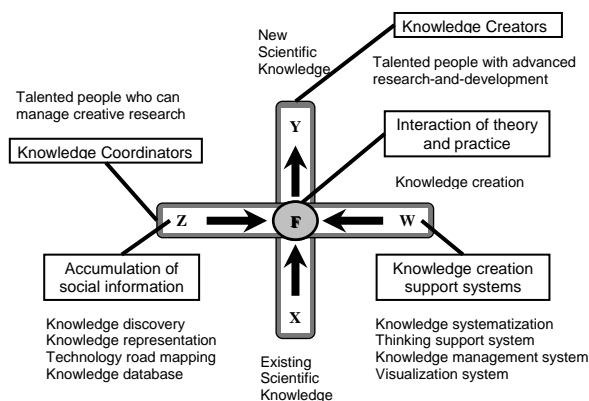 New
Scientific
Knowledge
Knowledge Creators
Talented people with advanced
research-and-development
Talented people who can
manage creative research
Knowledge Coordinators
Y
Interaction of theory
and practice
Knowledge creation
Z
F
W
Accumulation of
social information
Knowledge creation
support systems
X
Knowledge discovery
Knowledge representation
Technology road mapping
Knowledge database
Existing
Scientific
Knowledge
Knowledge systematization
Thinking support system
Knowledge management system
Visualization system